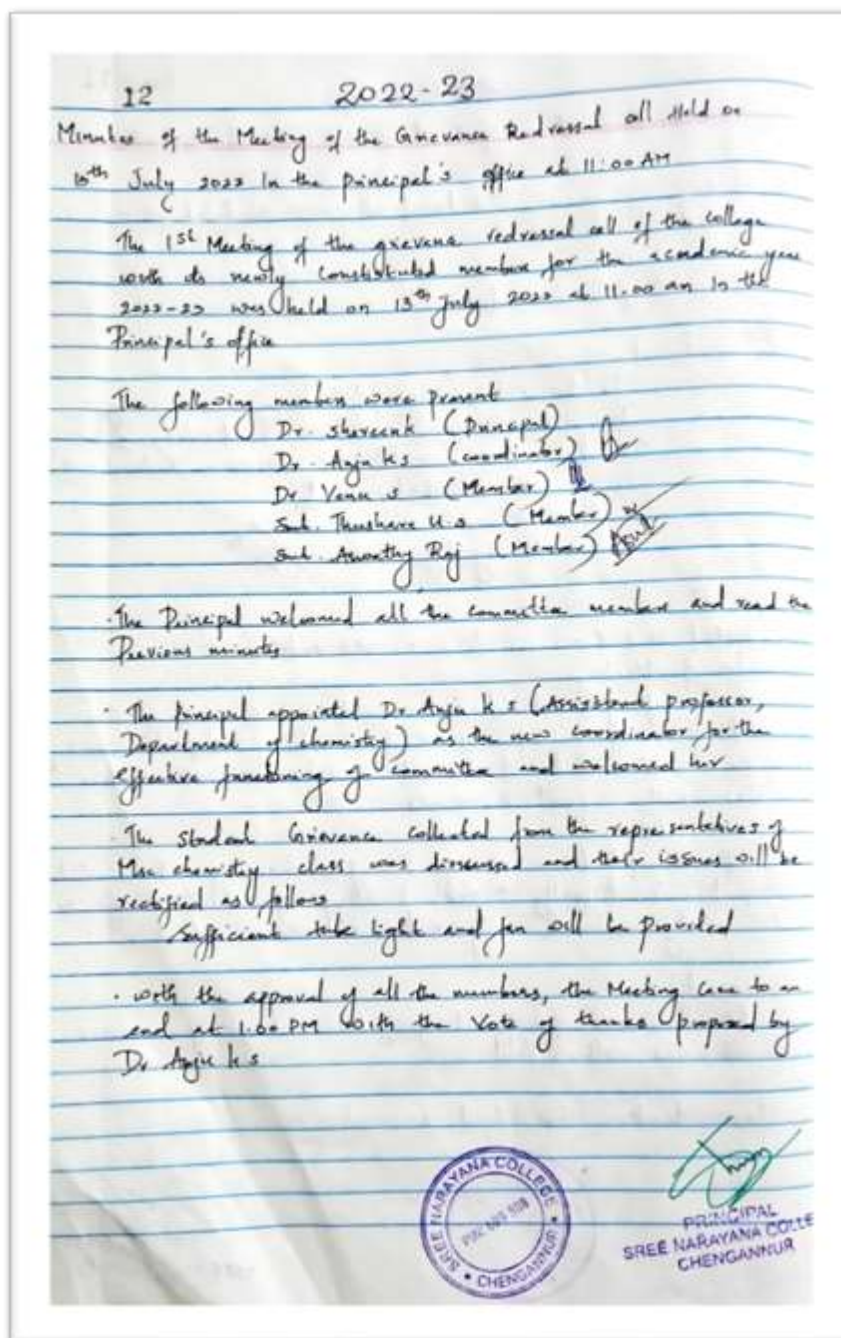 12 2022-23
Minutes of the Meeting of the Grievance Redressal cell Held on
13th July 2022 In the principal's office at 11:00 AM
The 1st Meeting of the grievance redressal cell of the college
with its newly constituted member for the academic year
2022-23 was held on 13th July 2022 at 11.00 am In the
Principal's office
The following members were present
Dr. Shareenk (Principal)
Dr. Anju k s (coordinator)
Dr Venu s (Member)
Smt. Thushara U.S (Member)
Smt. Aswathy Raj (Member)
· The Principal welcomed all the committee members and read the
Previous minutes
· The principal appointed Dr Anju k s (Assistant professor,
Department of chemistry) as the new coordinator for the
effective functioning of committee and welcomed her
· The student Grievance collected from the representatives of
Msc chemistry class was discussed and their issues will be
rectified as follows
Sufficient tube light and fan will be provided
· with the approval of all the numbers, the Meeting came to an
end at 1.00 PM with the Vote of thanks proposed by
Dr Anju k s
SREE NARAYANA COLLEGE
CHENGANNUR
PRINCIPAL
SREE NARAYANA COLLE
CHENGANNUR